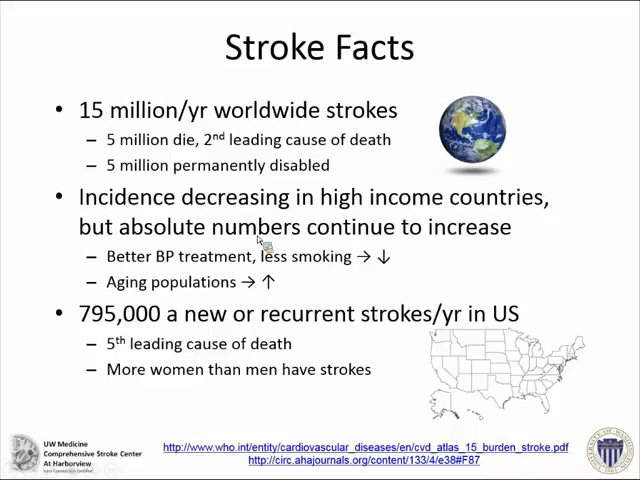 Stroke Facts
• 15 million/yr worldwide strokes
– 5 million die, 2nd leading cause of death
– 5 million permanently disabled
• Incidence decreasing in high income countries,
but absolute numbers continue to increase
– Better BP treatment, less smoking → ↓
– Aging populations → ↑
• 795,000 a new or recurrent strokes/yr in US
– 5th leading cause of death
– More women than men have strokes
UW Medicine
Comprehensive Stroke Center
At Harborview
http://www.who.int/entity/cardiovascular_diseases/en/cvd_atlas_15_burden_stroke.pdf
http://circ.ahajournals.org/content/133/4/e38#F87